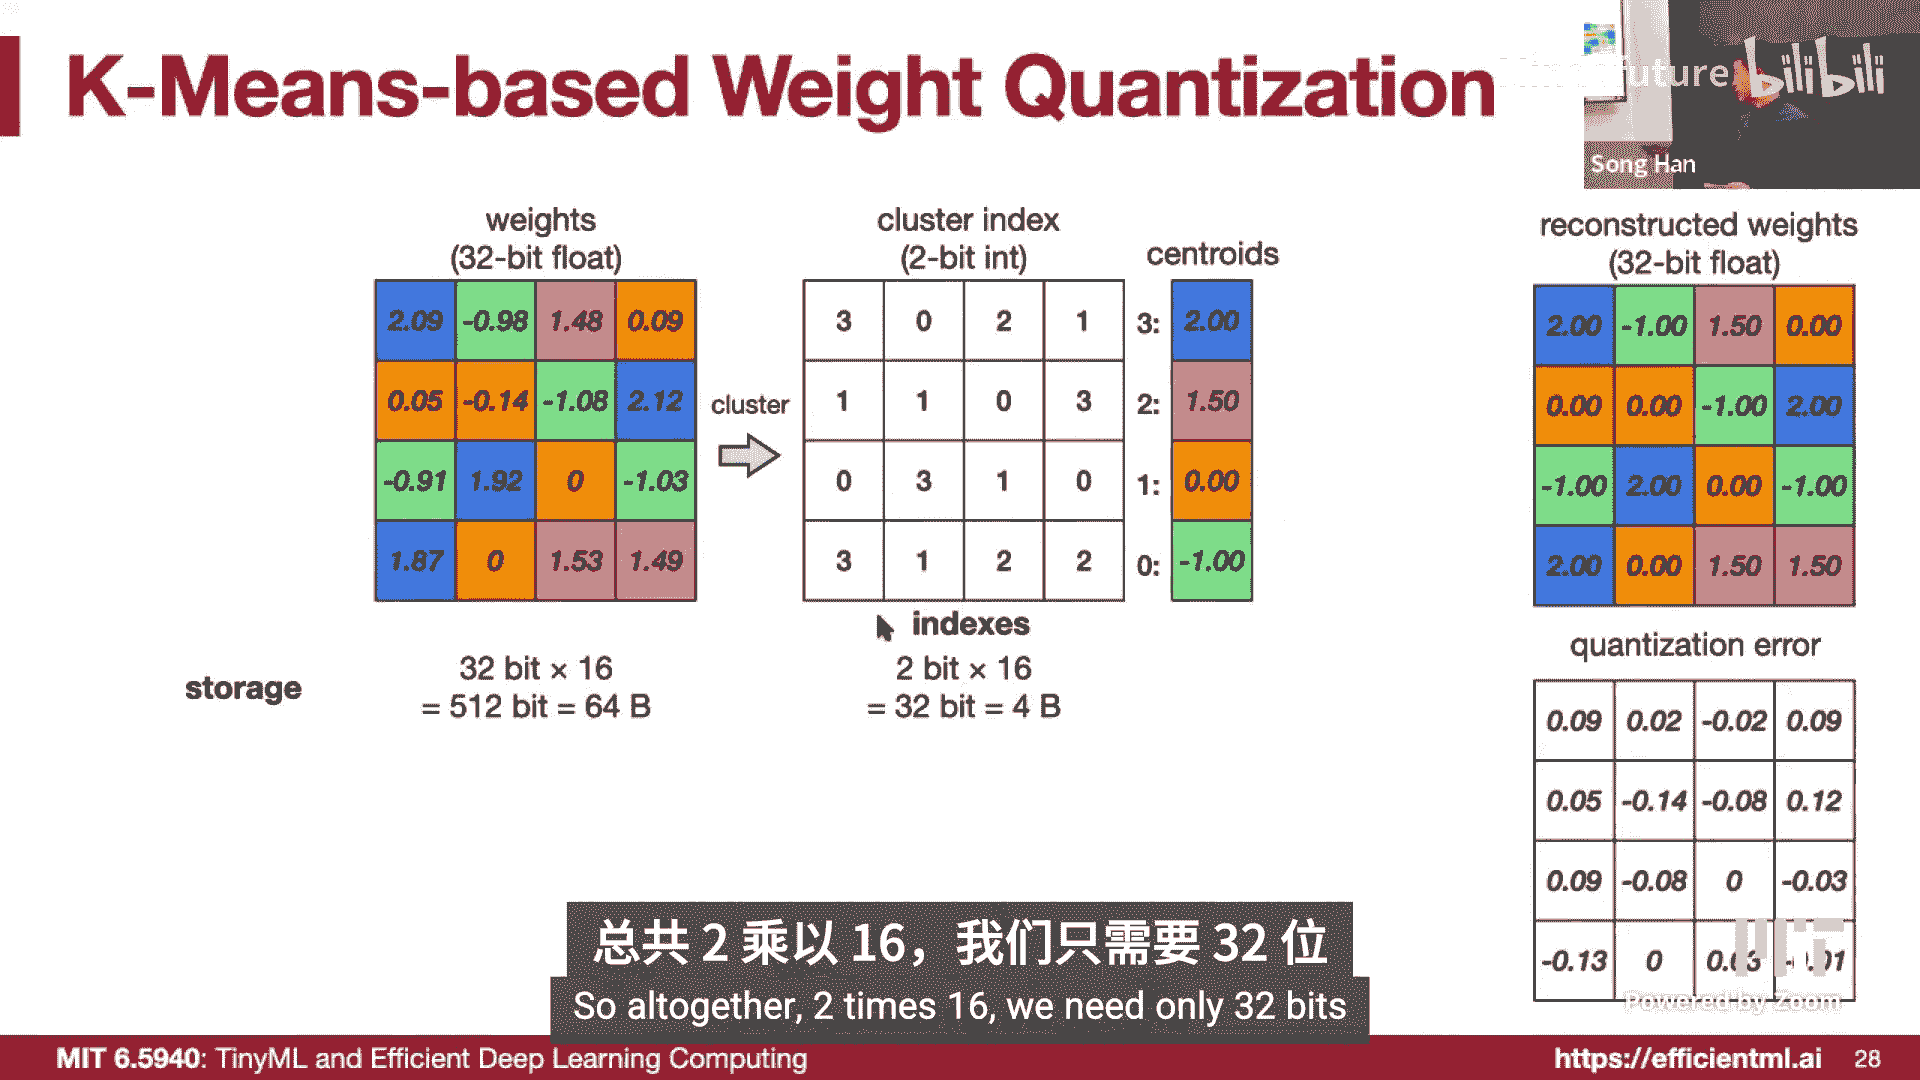 K-Means-based Weight Quantization
uture
bilibili
Song Han
weights
(32-bit float)
2.09 -0.98 1.48 0.09
0.05 -0.14 -1.08 2.12
-0.91 1.92 0 -1.03
1.87 0 1.53 1.49
cluster
cluster index
(2-bit int)
3 0 2 1
1 1 0 3
0 3 1 0
3 1 2 2
centroids
3: 2.00
2: 1.50
1: 0.00
0: -1.00
reconstructed weights
(32-bit float)
2.00 -1.00 1.50 0.00
0.00 0.00 -1.00 2.00
-1.00 2.00 0.00 -1.00
2.00 0.00 1.50 1.50
indexes
storage
32 bit × 16
= 512 bit = 64 B
2 bit × 16
= 32 bit = 4 B
quantization error
0.09 0.02 -0.02 0.09
0.05 -0.14 -0.08 0.12
0.09 -0.08 0 -0.03
-0.13 0 0.03 -0.01
Powered by Zoom
总共 2 乘以 16，我们只需要 32 位
So altogether, 2 times 16, we need only 32 bits
MIT 6.5940: TinyML and Efficient Deep Learning Computing
https://efficientml.ai
28